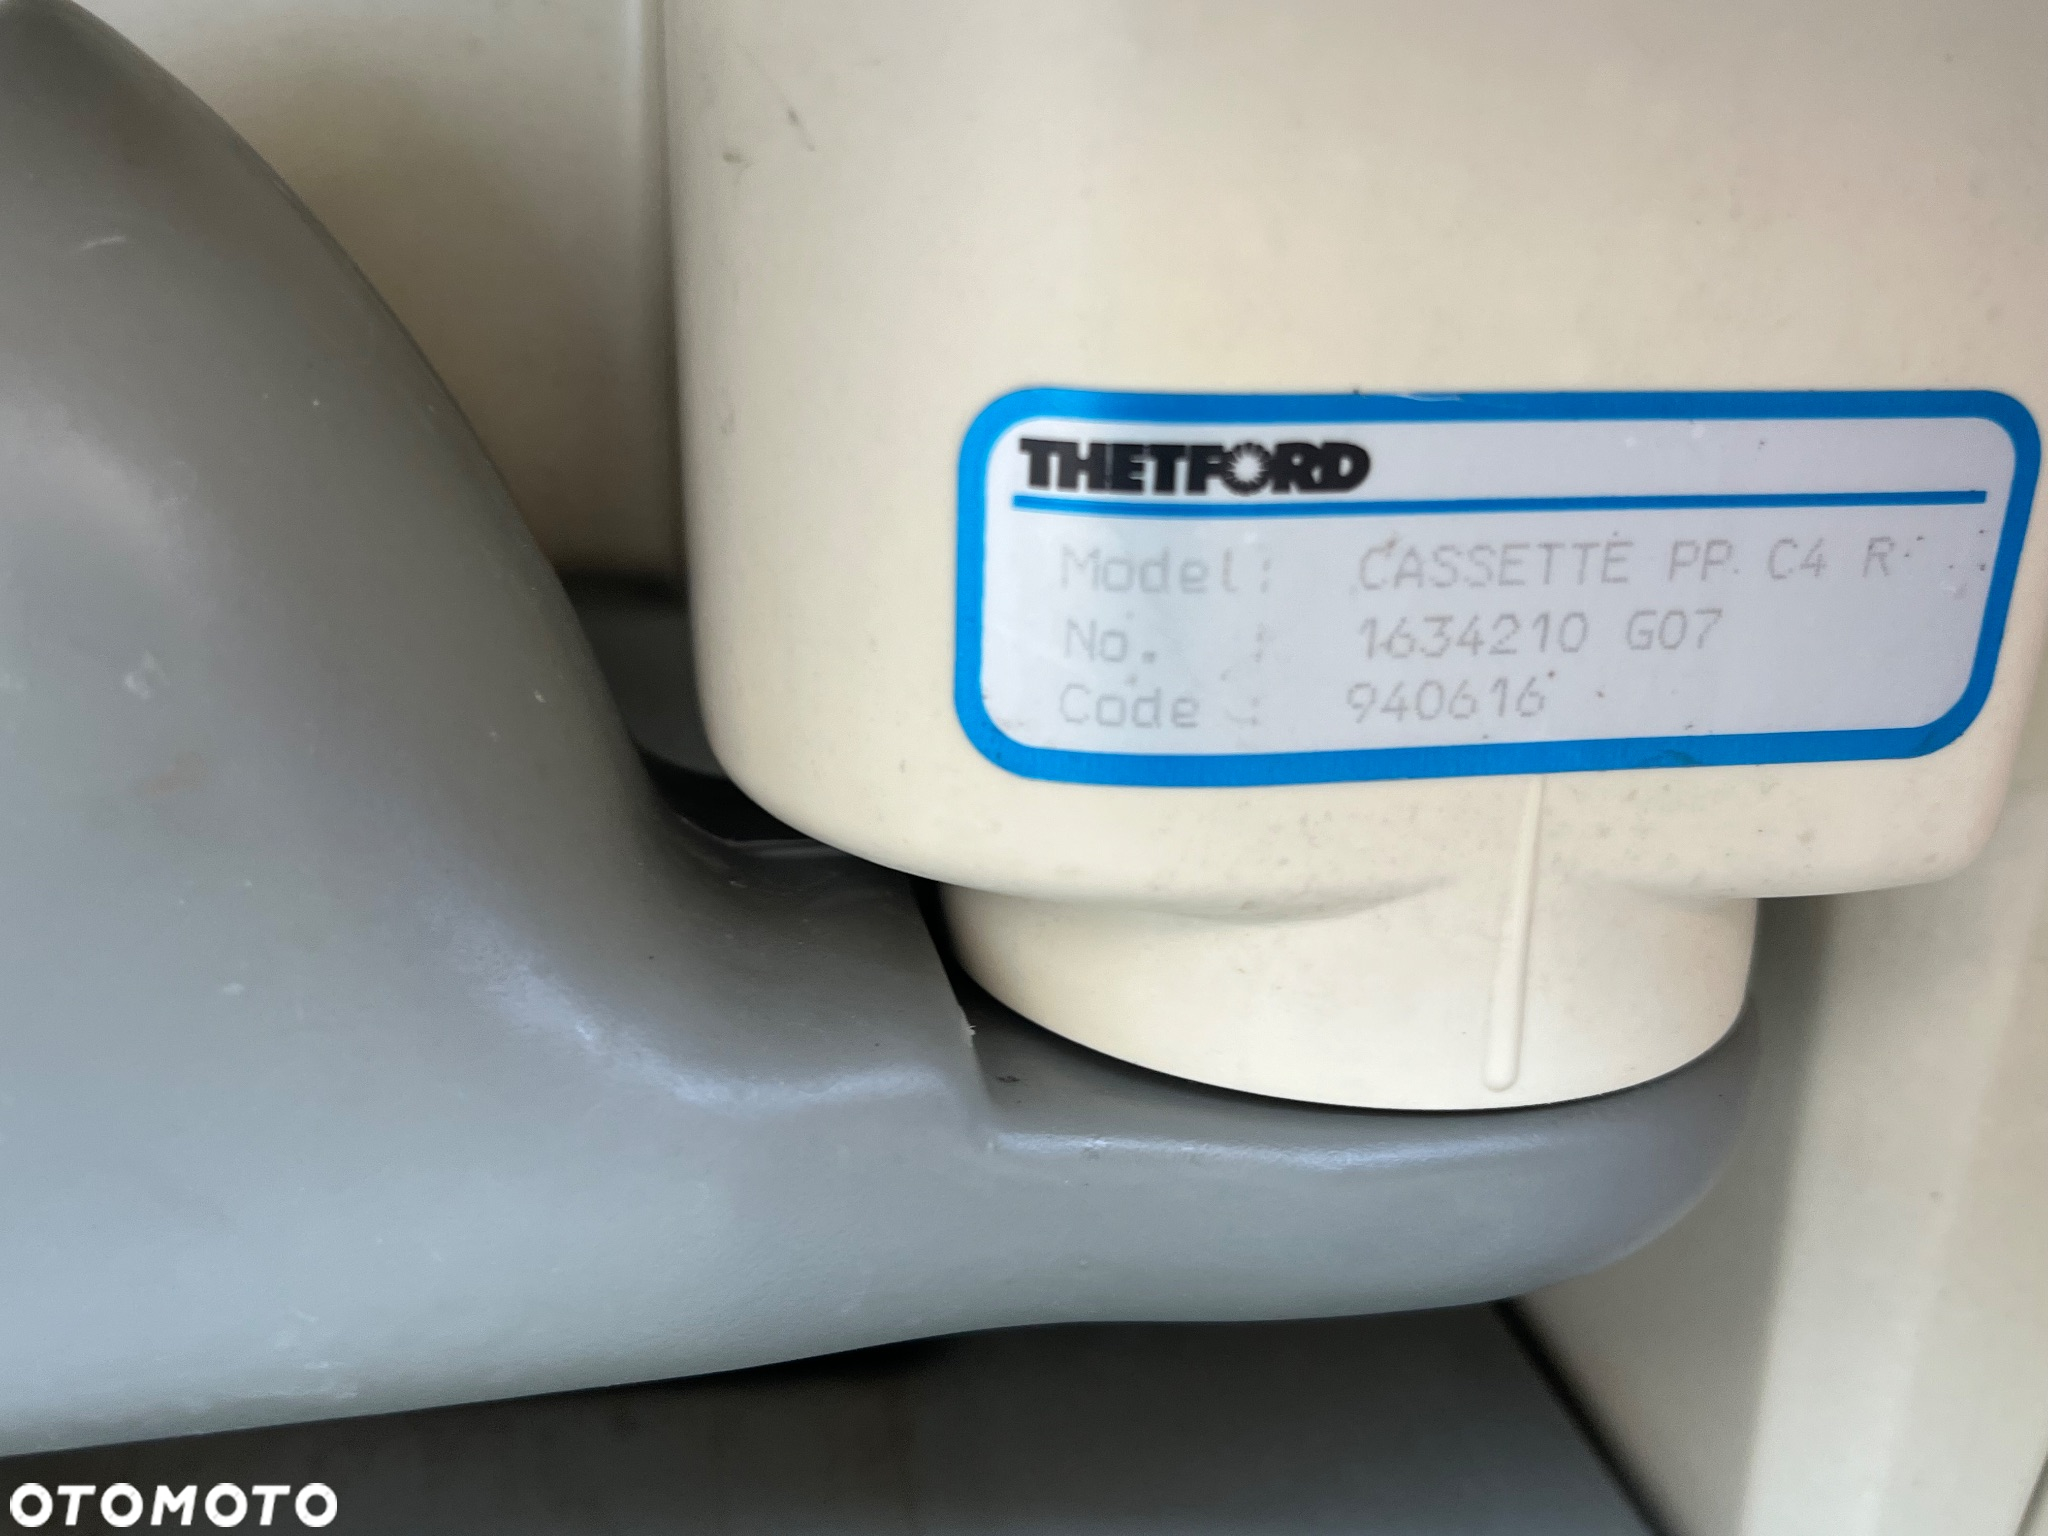 THETFORD
Model: CASSETTE PP C4 R
No. : 1634210 G07
Code : 940616
OTOMOTO